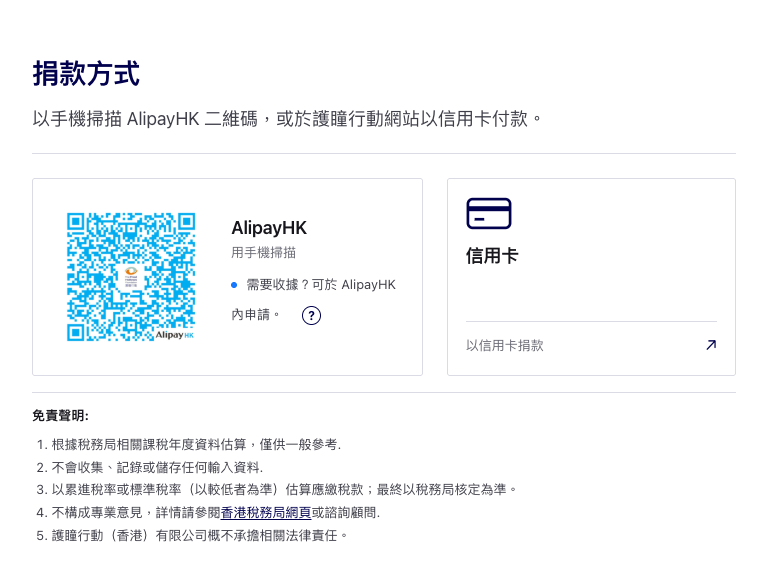 捐款方式
以手機掃描 AlipayHK 二維碼，或於護瞳行動網站以信用卡付款。
AlipayHK
用手機掃描
需要收據？可於 AlipayHK
內申請。 ?
Alipay HK
信用卡
以信用卡捐款
免責聲明:
1. 根據稅務局相關課稅年度資料估算，僅供一般參考.
2. 不會收集、記錄或儲存任何輸入資料.
3. 以累進稅率或標準稅率（以較低者為準）估算應繳稅款；最終以稅務局核定為準。
4. 不構成專業意見，詳情請參閱香港稅務局網頁或諮詢顧問.
5. 護瞳行動（香港）有限公司概不承擔相關法律責任。